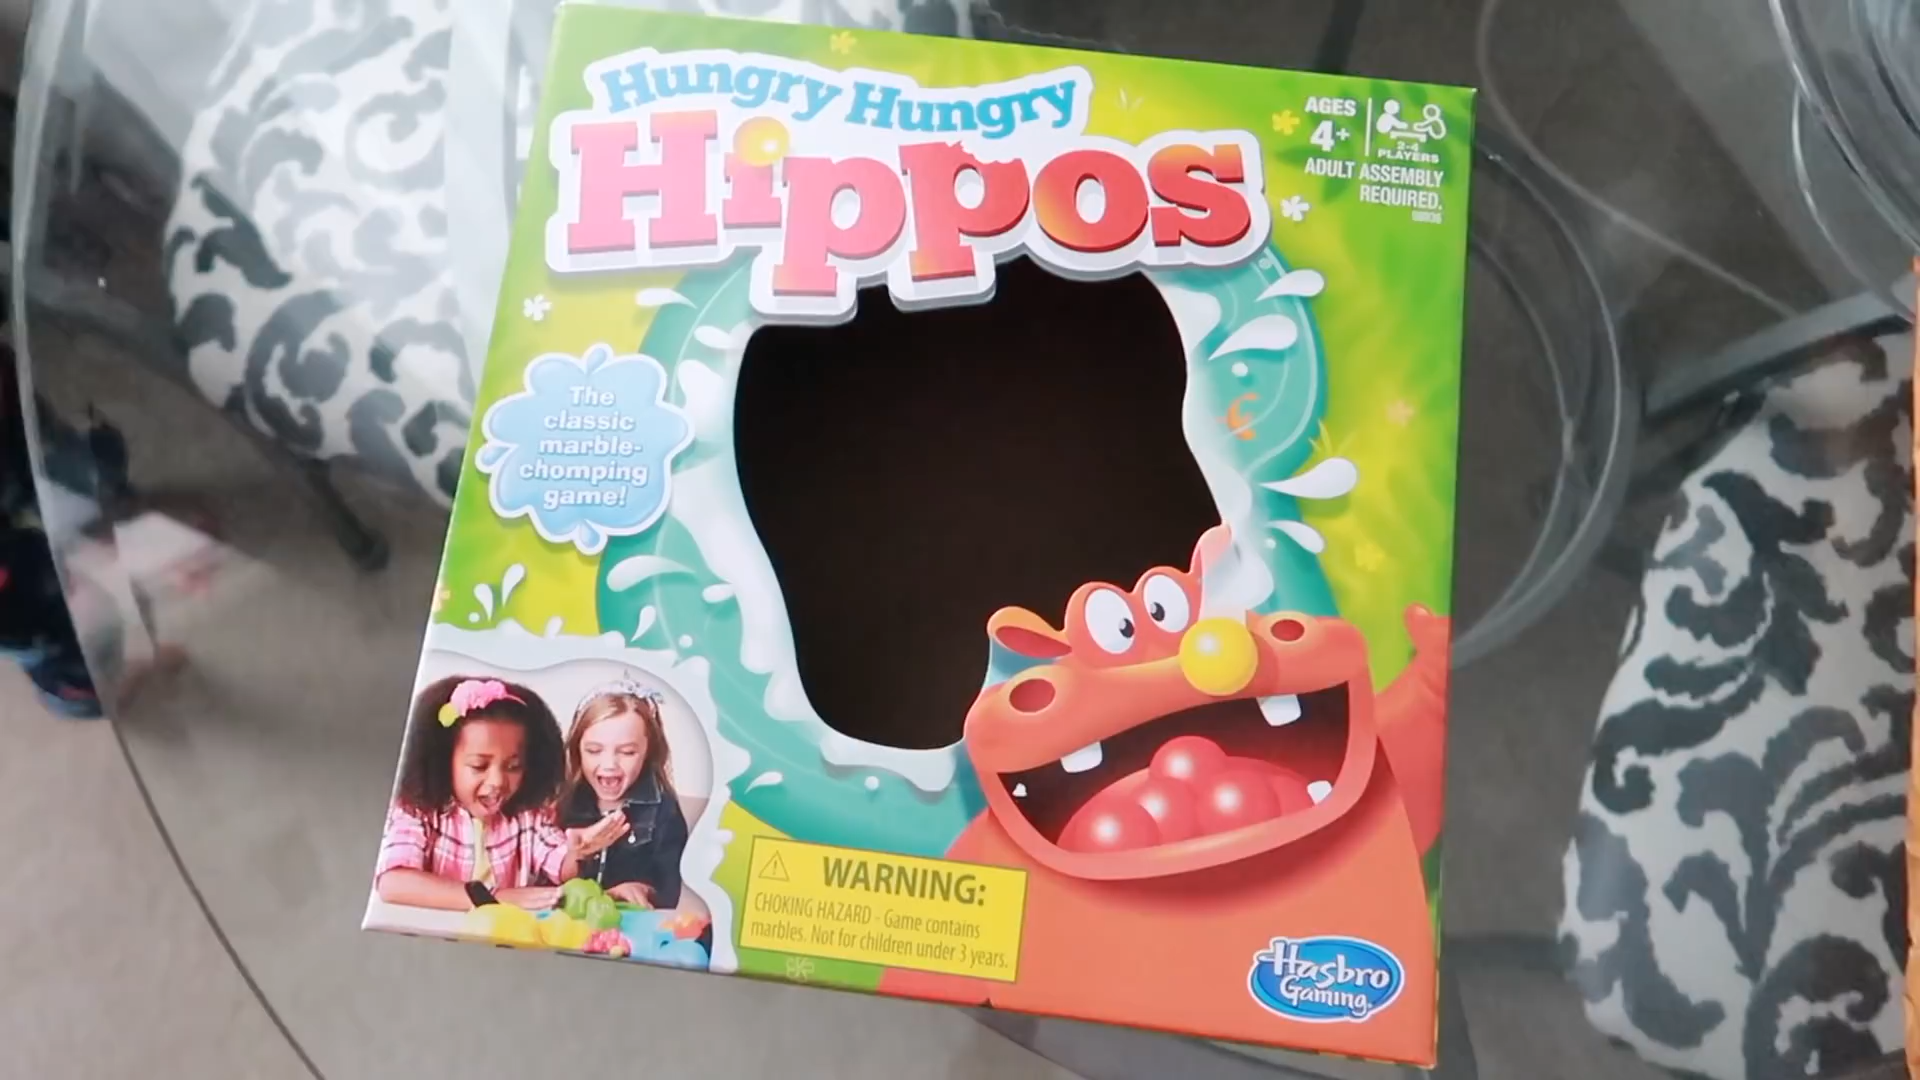 Hungry Hungry
Hippos
AGES
4+
2-4
PLAYERS
ADULT ASSEMBLY
REQUIRED.
The
classic
marble-
chomping
game!
WARNING:
CHOKING HAZARD - Game contains
marbles. Not for children under 3 years.
Hasbro
Gaming